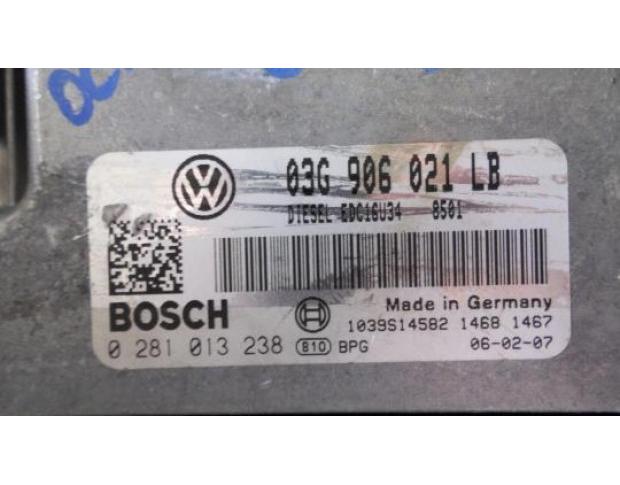 03G 906 021 LB
DIESEL EDC16U34 8501
BOSCH
Made in Germany
1039S14582 1468 1467
0 281 013 238 810 BPG 06-02-07